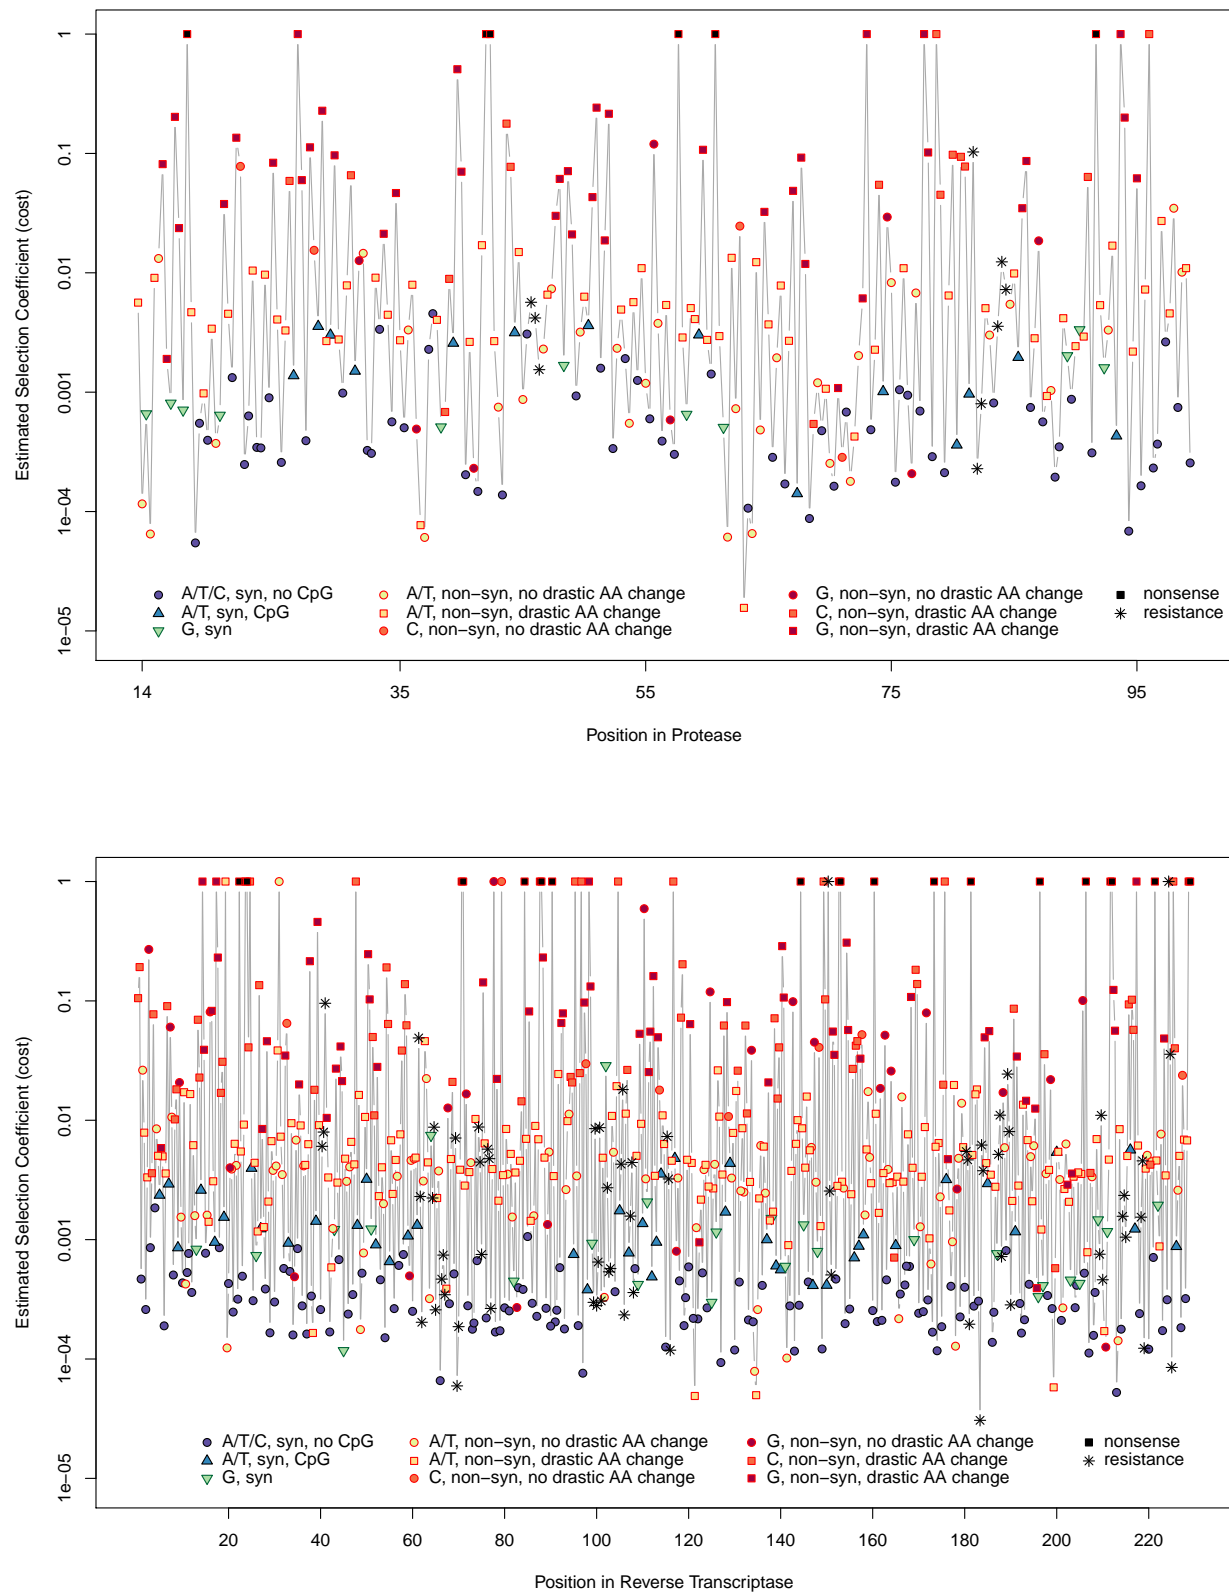 Estimated Selection Coefficient (cost)
1
0.1
0.01
0.001
1e−04
1e−05
A/T/C, syn, no CpG
A/T, syn, CpG
G, syn
A/T, non−syn, no drastic AA change
A/T, non−syn, drastic AA change
C, non−syn, no drastic AA change
G, non−syn, no drastic AA change
C, non−syn, drastic AA change
G, non−syn, drastic AA change
nonsense
resistance
14 35 55 75 95
Position in Protease
Estimated Selection Coefficient (cost)
1
0.1
0.01
0.001
1e−04
1e−05
A/T/C, syn, no CpG
A/T, syn, CpG
G, syn
A/T, non−syn, no drastic AA change
A/T, non−syn, drastic AA change
C, non−syn, no drastic AA change
G, non−syn, no drastic AA change
C, non−syn, drastic AA change
G, non−syn, drastic AA change
nonsense
resistance
20 40 60 80 100 120 140 160 180 200 220
Position in Reverse Transcriptase